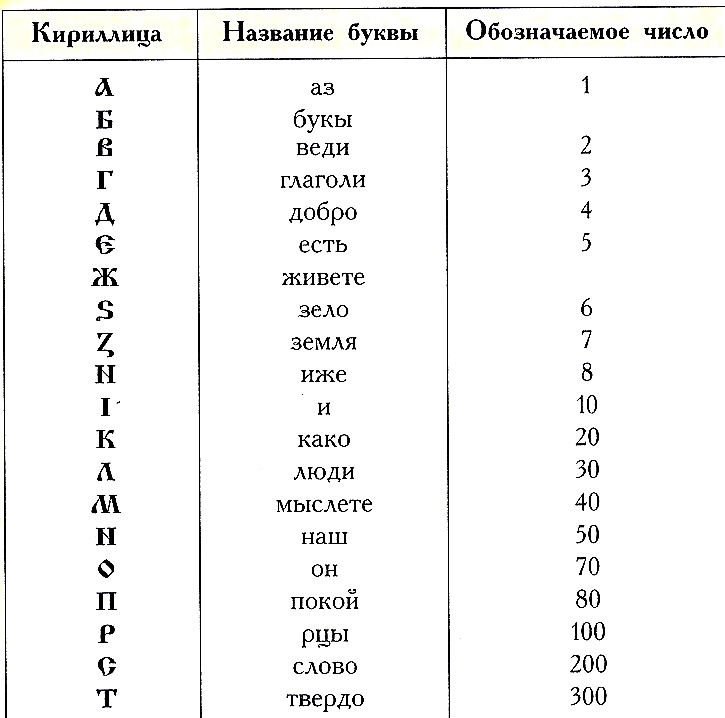 Кириллица Название буквы Обозначаемое число
А аз 1
Б букы
В веди 2
Г глаголи 3
Д добро 4
Є есть 5
Ж живете
Ѕ зело 6
Ꙁ земля 7
И иже 8
І и 10
К како 20
Л люди 30
М мыслете 40
Н наш 50
О он 70
П покой 80
Р рцы 100
С слово 200
Т твердо 300